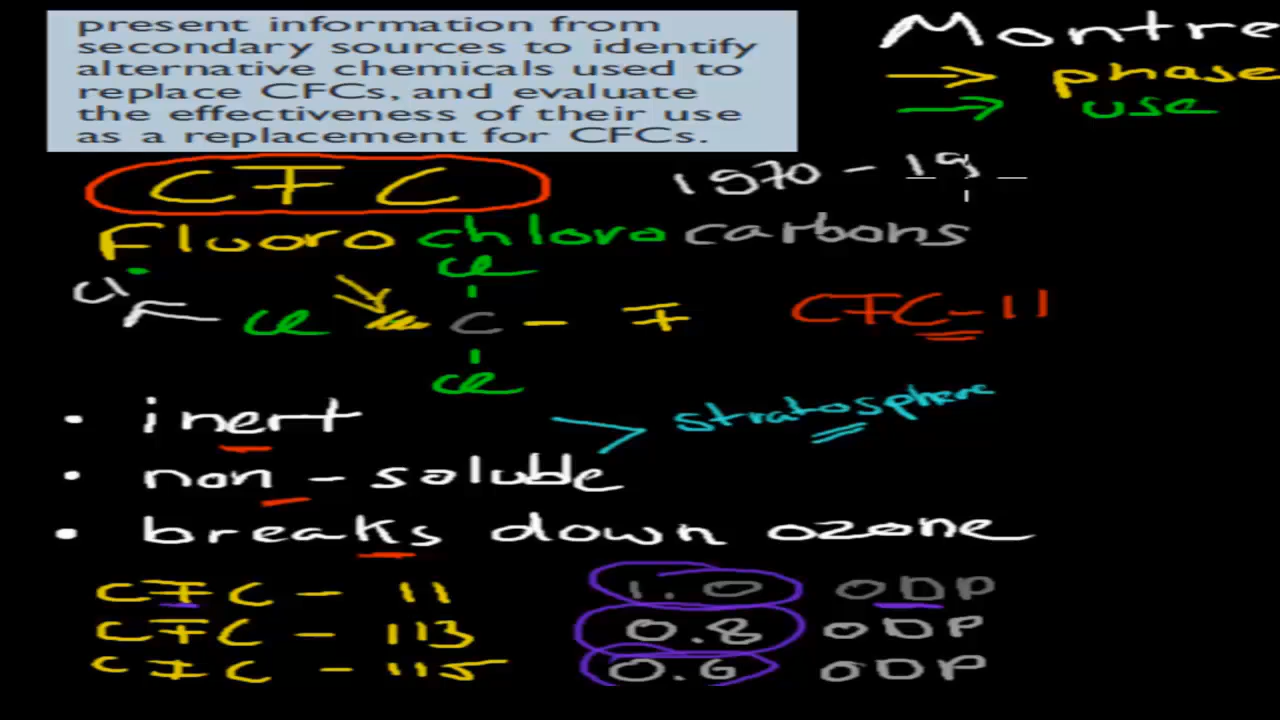 present information from
secondary sources to identify
alternative chemicals used to
replace CFCs, and evaluate
the effectiveness of their use
as a replacement for CFCs.
Montre
→ phase
→ use
CFC
1970 - 19
Fluoro chloro carbons
Cl
Cl
Cl C - F
CFC-11
Cl
• inert
> stratosphere
• non - soluble
• breaks down ozone
CFC - 11 1.0 ODP
CFC - 113 0.8 ODP
CFC - 115 0.6 ODP